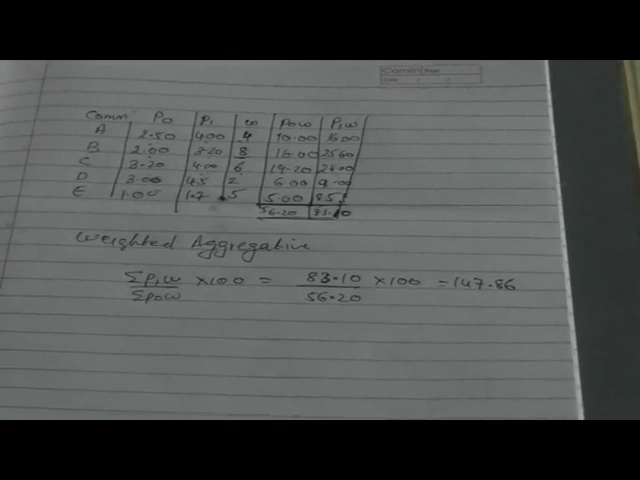 Comm P0 P1 w P0w P1w
A 2.50 4.00 4 10.00 16.00
B 2.00 3.20 8 16.00 25.60
C 3.20 4.00 6 19.20 24.00
D 3.00 4.5 2 6.00 9.00
E 1.00 1.7 5 5.00 8.5
56.20 83.10
Weighted Aggregative
Σp1w/Σp0w ×100 = 83.10/56.20 ×100 = 147.86